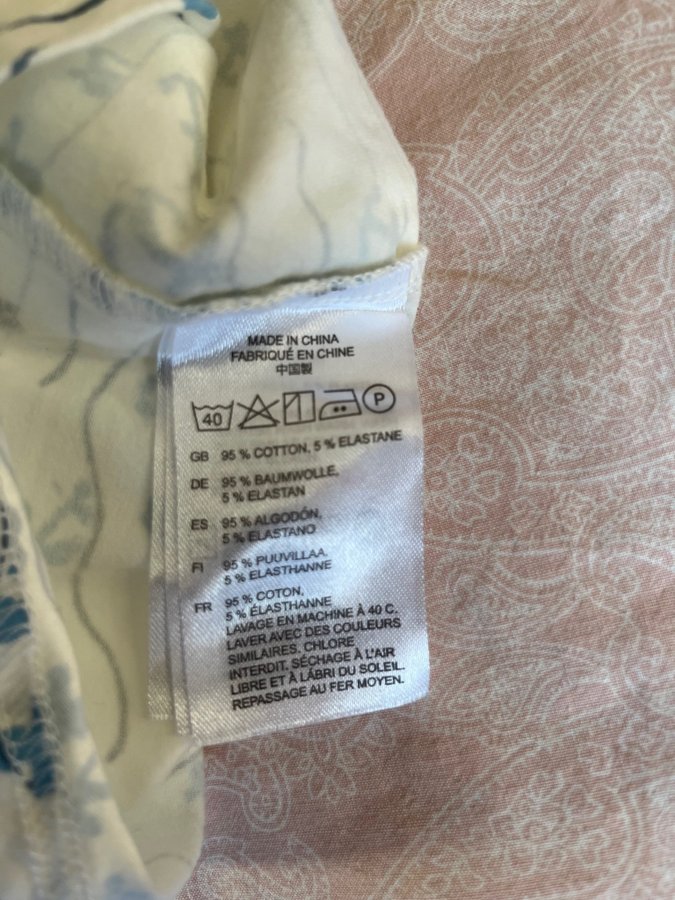 MADE IN CHINA
FABRIQUÉ EN CHINE
中国製
40 P
GB 95 % COTTON, 5 % ELASTANE
DE 95 % BAUMWOLLE,
5 % ELASTAN
ES 95 % ALGODÓN,
5 % ELASTANO
FI 95 % PUUVILLAA,
5 % ELASTHANNE
FR 95 % COTON,
5 % ÉLASTHANNE
LAVAGE EN MACHINE À 40 C.
LAVER AVEC DES COULEURS
SIMILAIRES. CHLORE
INTERDIT. SÉCHAGE À L'AIR
LIBRE ET À LÁBRI DU SOLEIL.
REPASSAGE AU FER MOYEN.